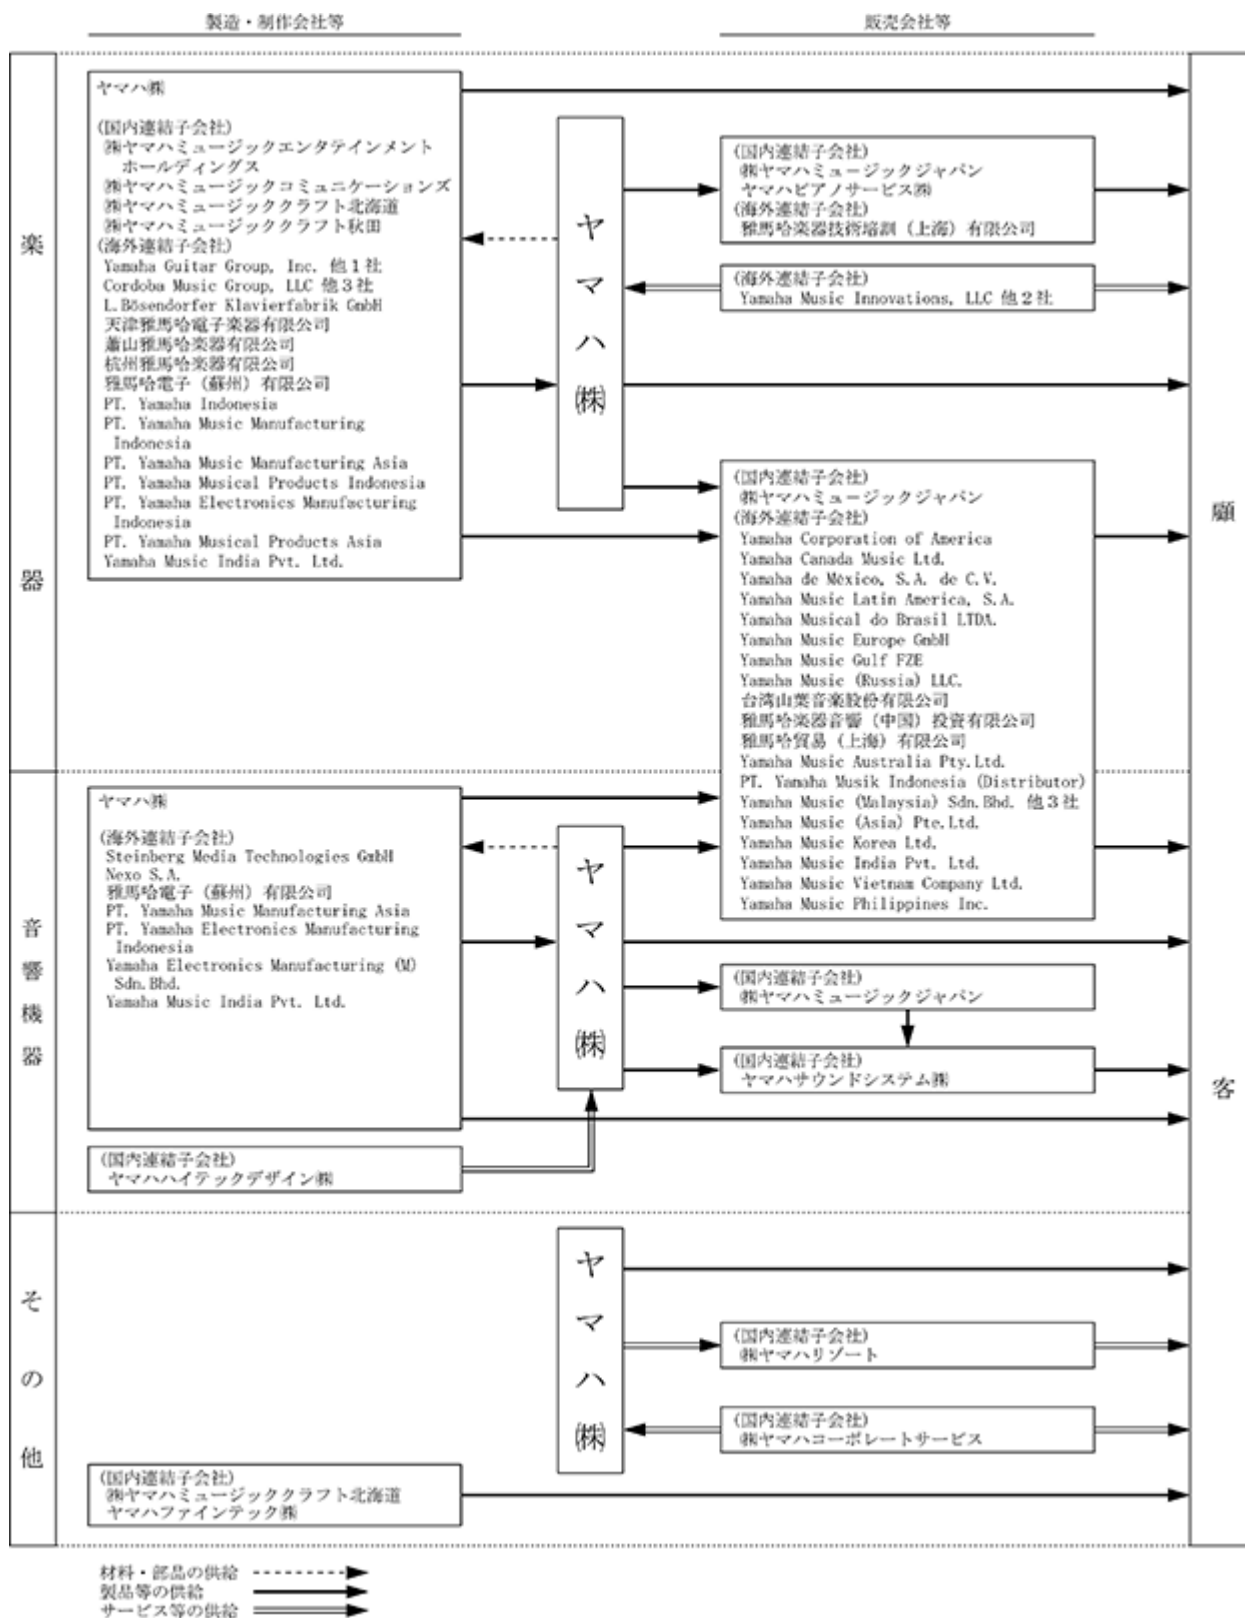 製造・制作会社等
販売会社等
楽器
ヤマハ㈱
(国内連結子会社)
㈱ヤマハミュージックエンタテインメント
ホールディングス
㈱ヤマハミュージックコミュニケーションズ
㈱ヤマハミュージッククラフト北海道
㈱ヤマハミュージッククラフト秋田
(海外連結子会社)
Yamaha Guitar Group, Inc. 他1社
Cordoba Music Group, LLC 他3社
L.Bösendorfer Klavierfabrik GmbH
天津雅馬哈電子楽器有限公司
蕭山雅馬哈楽器有限公司
杭州雅馬哈楽器有限公司
雅馬哈電子（蘇州）有限公司
PT. Yamaha Indonesia
PT. Yamaha Music Manufacturing
Indonesia
PT. Yamaha Music Manufacturing Asia
PT. Yamaha Musical Products Indonesia
PT. Yamaha Electronics Manufacturing
Indonesia
PT. Yamaha Musical Products Asia
Yamaha Music India Pvt. Ltd.
ヤマハ㈱
(国内連結子会社)
㈱ヤマハミュージックジャパン
ヤマハピアノサービス㈱
(海外連結子会社)
雅馬哈楽器技術培訓（上海）有限公司
(海外連結子会社)
Yamaha Music Innovations, LLC 他2社
(国内連結子会社)
㈱ヤマハミュージックジャパン
(海外連結子会社)
Yamaha Corporation of America
Yamaha Canada Music Ltd.
Yamaha de México, S.A. de C.V.
Yamaha Music Latin America, S.A.
Yamaha Musical do Brasil LTDA.
Yamaha Music Europe GmbH
Yamaha Music Gulf FZE
Yamaha Music (Russia) LLC.
台湾山葉音楽股份有限公司
雅馬哈楽器音響（中国）投資有限公司
雅馬哈貿易（上海）有限公司
Yamaha Music Australia Pty.Ltd.
PT. Yamaha Musik Indonesia (Distributor)
Yamaha Music (Malaysia) Sdn.Bhd. 他3社
Yamaha Music (Asia) Pte.Ltd.
Yamaha Music Korea Ltd.
Yamaha Music India Pvt. Ltd.
Yamaha Music Vietnam Company Ltd.
Yamaha Music Philippines Inc.
顧客
音響機器
ヤマハ㈱
(海外連結子会社)
Steinberg Media Technologies GmbH
Nexo S.A.
雅馬哈電子（蘇州）有限公司
PT. Yamaha Music Manufacturing Asia
PT. Yamaha Electronics Manufacturing
Indonesia
Yamaha Electronics Manufacturing (M)
Sdn.Bhd.
Yamaha Music India Pvt. Ltd.
ヤマハ㈱
(国内連結子会社)
㈱ヤマハミュージックジャパン
(国内連結子会社)
ヤマハサウンドシステム㈱
(国内連結子会社)
ヤマハハイテックデザイン㈱
その他
ヤマハ㈱
(国内連結子会社)
㈱ヤマハリゾート
(国内連結子会社)
㈱ヤマハコーポレートサービス
(国内連結子会社)
㈱ヤマハミュージッククラフト北海道
ヤマハファインテック㈱
材料・部品の供給
製品等の供給
サービス等の供給